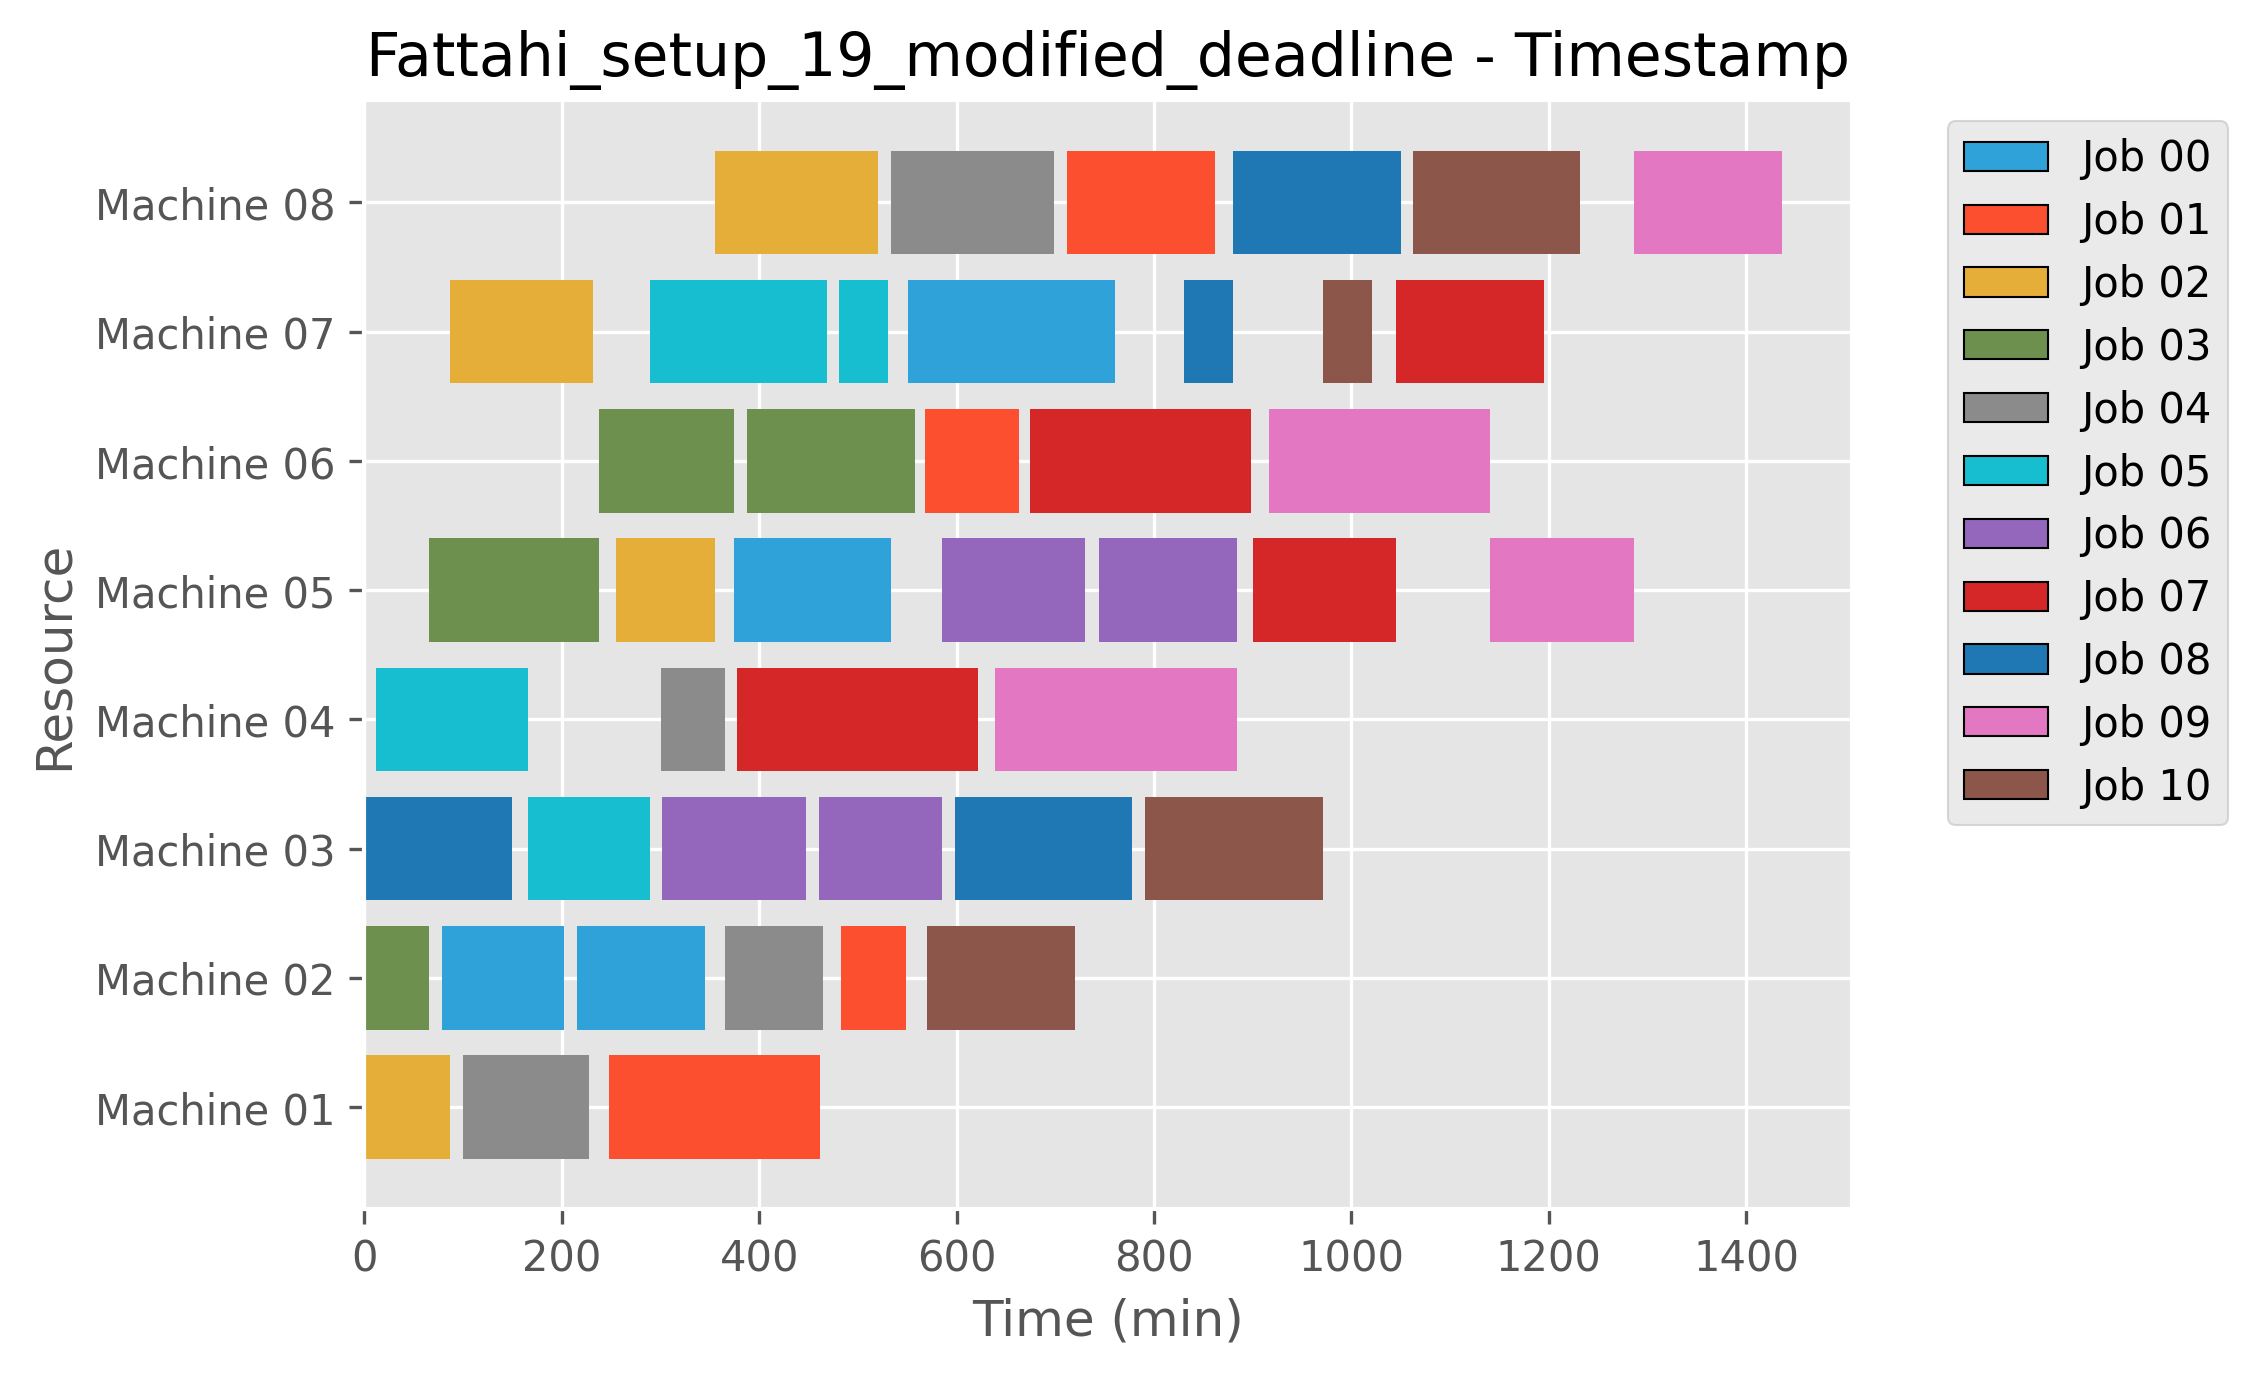 Fattahi_setup_19_modified_deadline - Timestamp
Machine 08
Machine 07
Machine 06
Machine 05
Machine 04
Machine 03
Machine 02
Machine 01
Resource
0 200 400 600 800 1000 1200 1400
Time (min)
Job 00
Job 01
Job 02
Job 03
Job 04
Job 05
Job 06
Job 07
Job 08
Job 09
Job 10